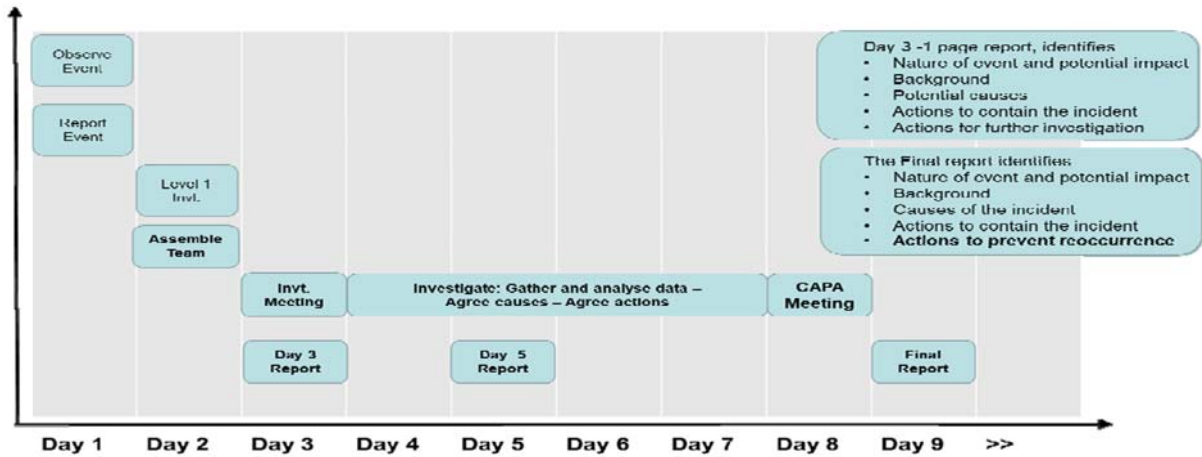 Observe
Event
Report
Event
Level 1
Invt.
Assemble
Team
Invt.
Meeting
Investigate: Gather and analyse data –
Agree causes – Agree actions
CAPA
Meeting
Day 3
Report
Day 5
Report
Final
Report
Day 3 -1 page report, identifies
• Nature of event and potential impact
• Background
• Potential causes
• Actions to contain the incident
• Actions for further investigation
The Final report identifies
• Nature of event and potential impact
• Background
• Causes of the incident
• Actions to contain the incident
• Actions to prevent reoccurrence
Day 1 Day 2 Day 3 Day 4 Day 5 Day 6 Day 7 Day 8 Day 9 >>